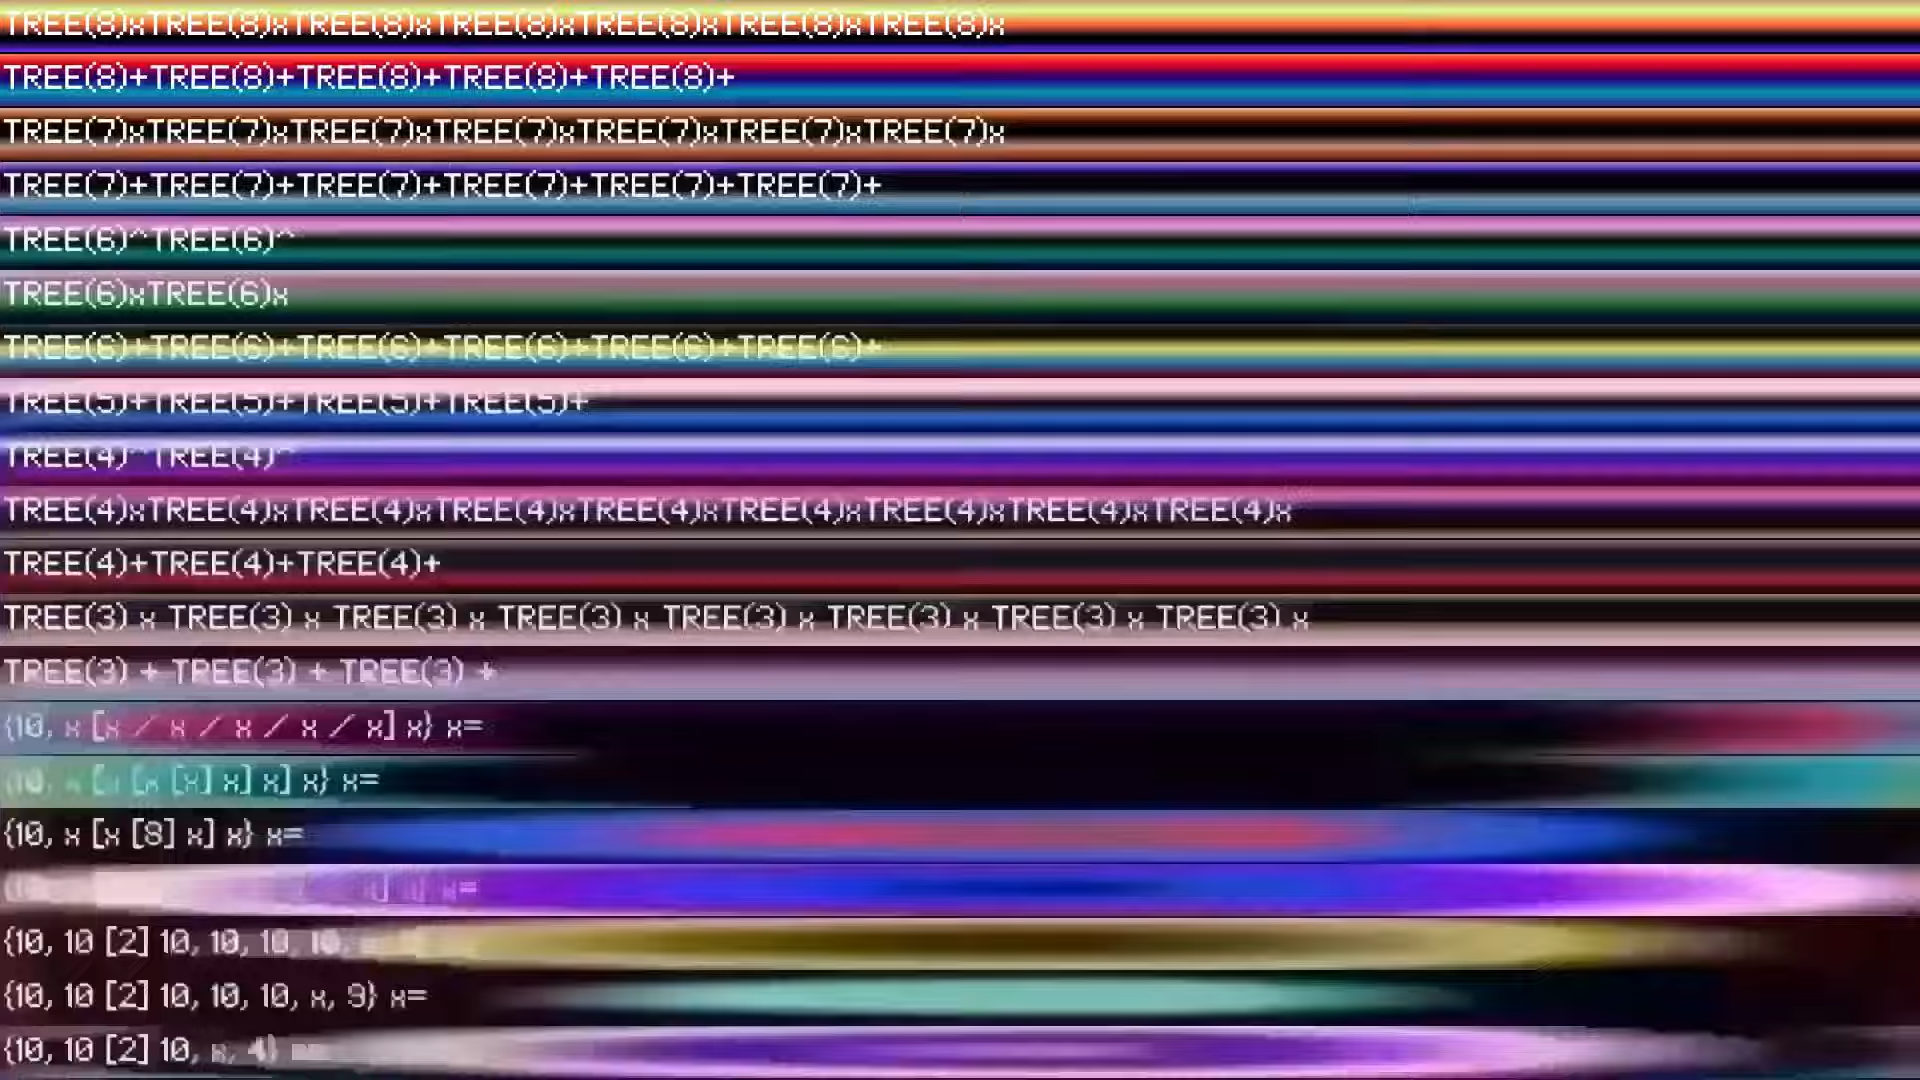 TREE(8)xTREE(8)xTREE(8)xTREE(8)xTREE(8)xTREE(8)xTREE(8)x
TREE(8)+TREE(8)+TREE(8)+TREE(8)+TREE(8)+
TREE(7)xTREE(7)xTREE(7)xTREE(7)xTREE(7)xTREE(7)xTREE(7)x
TREE(7)+TREE(7)+TREE(7)+TREE(7)+TREE(7)+TREE(7)+
TREE(6)^TREE(6)^
TREE(6)xTREE(6)x
TREE(6)+TREE(6)+TREE(6)+TREE(6)+TREE(6)+TREE(6)+
TREE(5)+TREE(5)+TREE(5)+TREE(5)+
TREE(4)^TREE(4)^
TREE(4)xTREE(4)xTREE(4)xTREE(4)xTREE(4)xTREE(4)xTREE(4)xTREE(4)xTREE(4)x
TREE(4)+TREE(4)+TREE(4)+
TREE(3) x TREE(3) x TREE(3) x TREE(3) x TREE(3) x TREE(3) x TREE(3) x TREE(3) x
TREE(3) + TREE(3) + TREE(3) +
{10, x [x / x / x / x / x] x} x=
{10, x [x [x [x] x] x] x} x=
{10, x [x [8] x] x} x=
x=
{10, 10 [2] 10, 10, 10, 10,
{10, 10 [2] 10, 10, 10, x, 9} x=
{10, 10 [2] 10, x, 4}